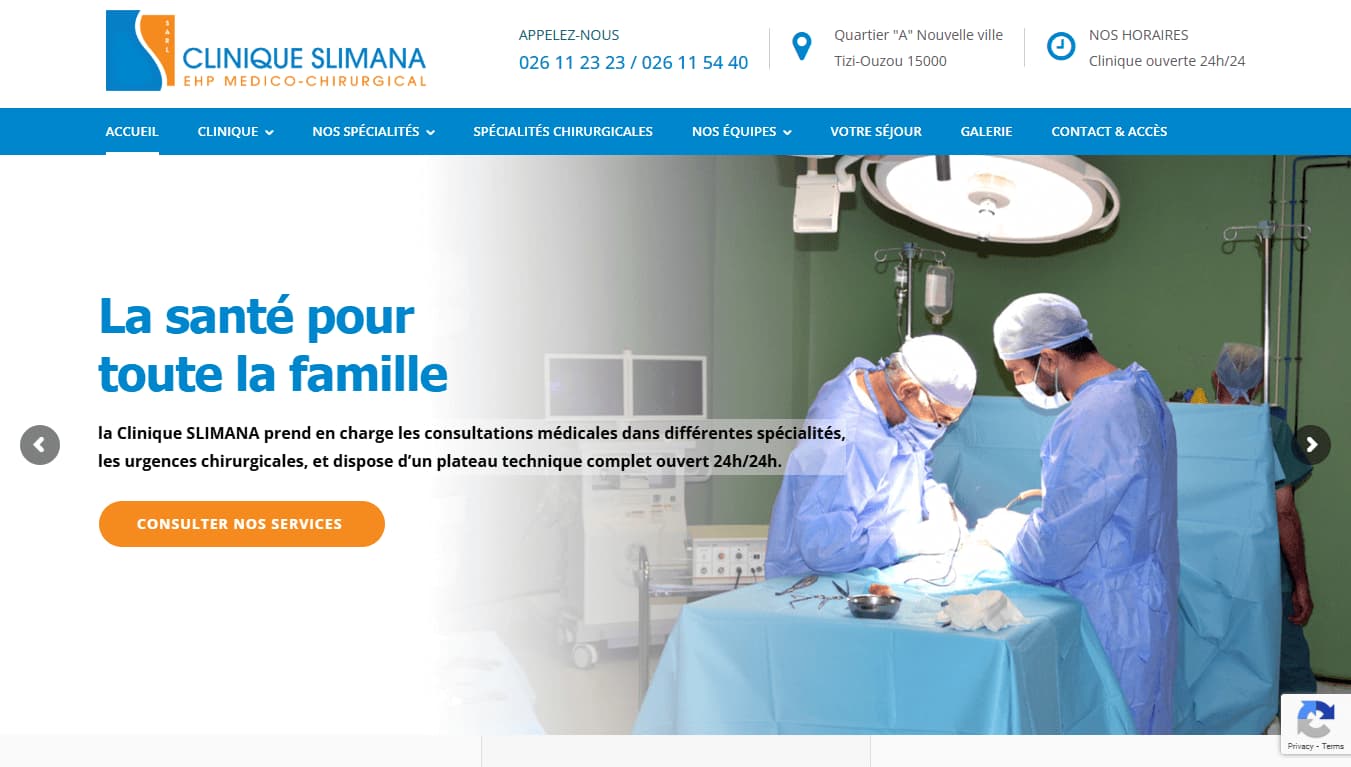 SARL
CLINIQUE SLIMANA
EHP MEDICO-CHIRURGICAL
APPELEZ-NOUS
026 11 23 23 / 026 11 54 40
Quartier "A" Nouvelle ville
Tizi-Ouzou 15000
NOS HORAIRES
Clinique ouverte 24h/24
ACCUEIL CLINIQUE NOS SPÉCIALITÉS SPÉCIALITÉS CHIRURGICALES NOS ÉQUIPES VOTRE SÉJOUR GALERIE CONTACT & ACCÈS
La santé pour
toute la famille
la Clinique SLIMANA prend en charge les consultations médicales dans différentes spécialités,
les urgences chirurgicales, et dispose d’un plateau technique complet ouvert 24h/24h.
CONSULTER NOS SERVICES
Privacy - Terms